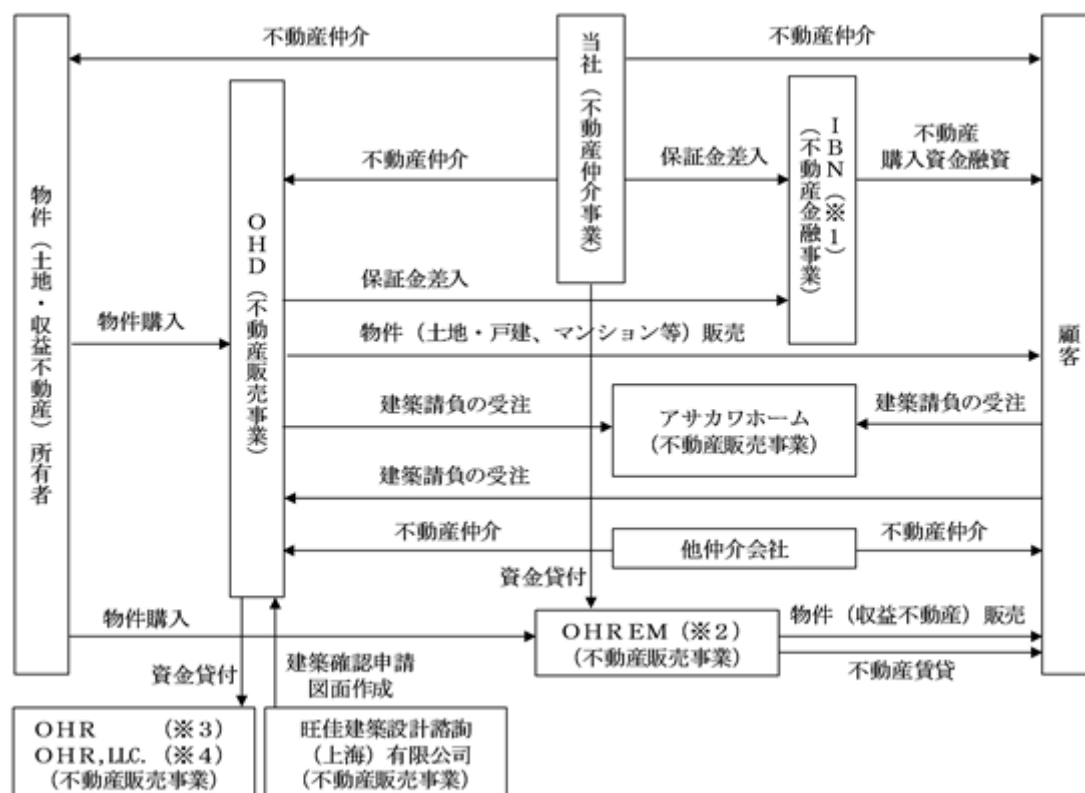 不動産仲介
不動産仲介
当社（不動産仲介事業）
物件（土地・収益不動産）所有者
OHD（不動産販売事業）
IBN（※1）
（不動産金融事業）
顧客
不動産仲介
保証金差入
不動産
購入資金融資
保証金差入
物件購入
物件（土地・戸建、マンション等）販売
建築請負の受注
アサカワホーム
（不動産販売事業）
建築請負の受注
建築請負の受注
不動産仲介
他仲介会社
不動産仲介
資金貸付
物件購入
OHREM（※2）
（不動産販売事業）
物件（収益不動産）販売
不動産賃貸
資金貸付
建築確認申請
図面作成
OHR （※3）
OHR,LLC.（※4）
（不動産販売事業）
旺佳建築設計諮詢
（上海）有限公司
（不動産販売事業）